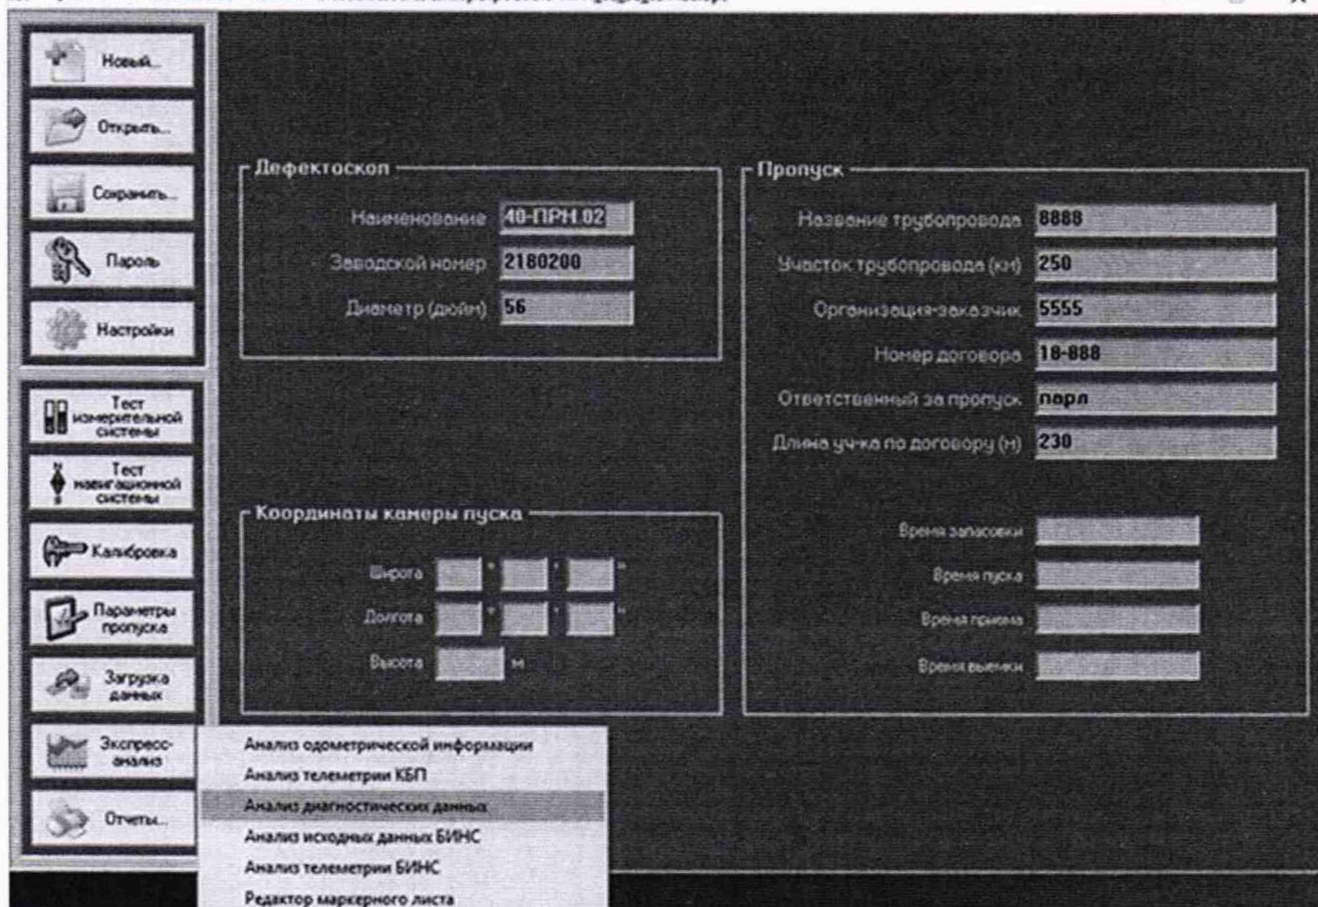 Новый...
Открыть...
Сохранить...
Пароль
Настройки
Тест
измерительной
системы
Тест
навигационной
системы
Калибровка
Параметры
пропуска
Загрузка
данных
Экспресс-
анализ
Отчеты...
Дефектоскоп
Наименование 40-ПРН.02
Заводской номер 2180200
Диаметр (дюйм) 56
Координаты камеры пуска
Широта ° ' "
Долгота ° ' "
Высота м
Пропуск
Название трубопровода 8888
Участок трубопровода (км) 250
Организация-заказчик 5555
Номер договора 18-888
Ответственный за пропуск парл
Длина уч-ка по договору (м) 230
Время запасовки
Время пуска
Время приема
Время выемки
Анализ одометрической информации
Анализ телеметрии КБП
Анализ диагностических данных
Анализ исходных данных БИНС
Анализ телеметрии БИНС
Редактор маркерного листа